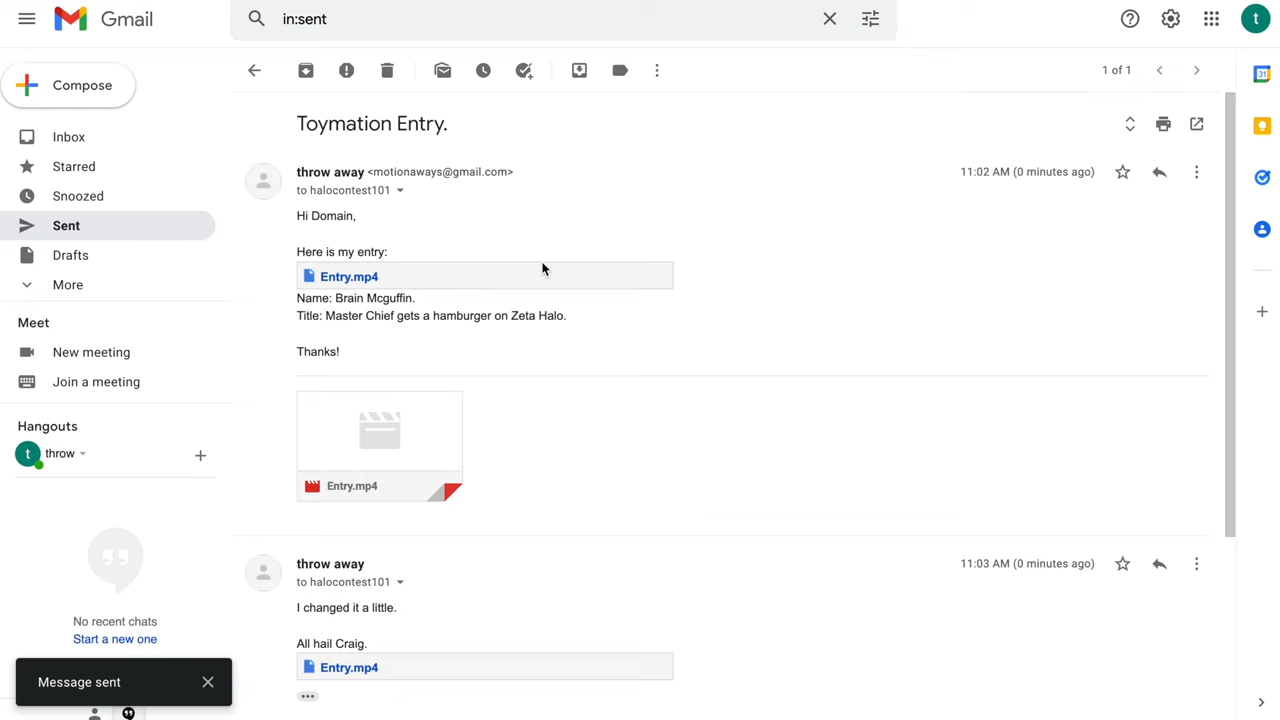 Gmail
in:sent
t
Compose
1 of 1
Inbox
Starred
Snoozed
Sent
Drafts
More
Meet
New meeting
Join a meeting
Hangouts
t throw
No recent chats
Start a new one
Message sent
Toymation Entry.
throw away <motionaways@gmail.com>
11:02 AM (0 minutes ago)
to halocontest101
Hi Domain,
Here is my entry:
Entry.mp4
Name: Brain Mcguffin.
Title: Master Chief gets a hamburger on Zeta Halo.
Thanks!
Entry.mp4
throw away
11:03 AM (0 minutes ago)
to halocontest101
I changed it a little.
All hail Craig.
Entry.mp4
31